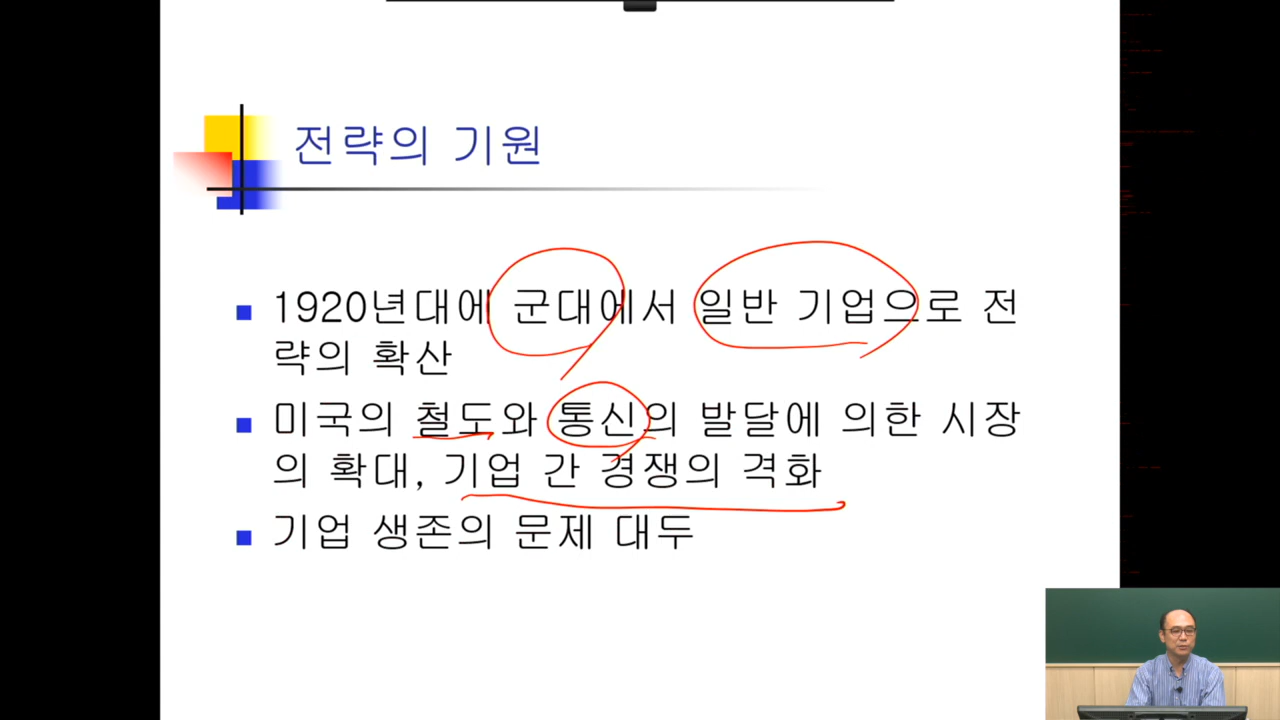 전략의 기원
1920년대에 군대에서 일반 기업으로 전
략의 확산
미국의 철도와 통신의 발달에 의한 시장
의 확대, 기업 간 경쟁의 격화
기업 생존의 문제 대두